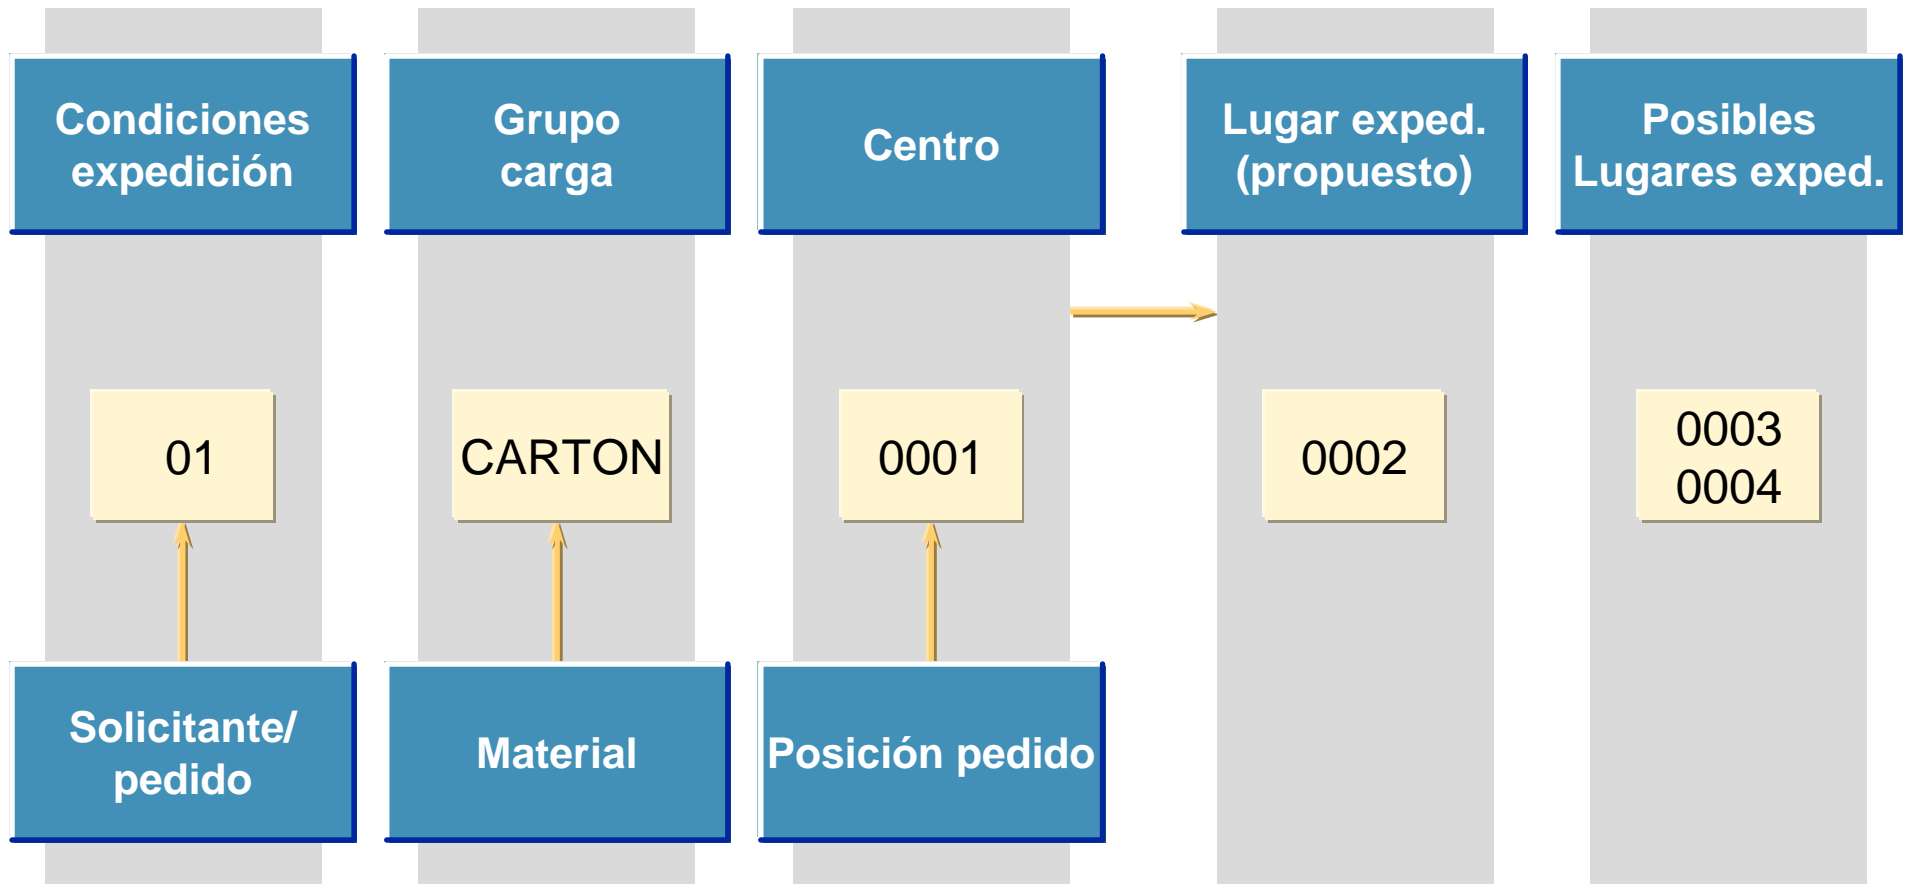 Condiciones
expedición
Grupo
carga
Centro
Lugar exped.
(propuesto)
Posibles
Lugares exped.
01
CARTON
0001
0002
0003
0004
Solicitante/
pedido
Material
Posición pedido